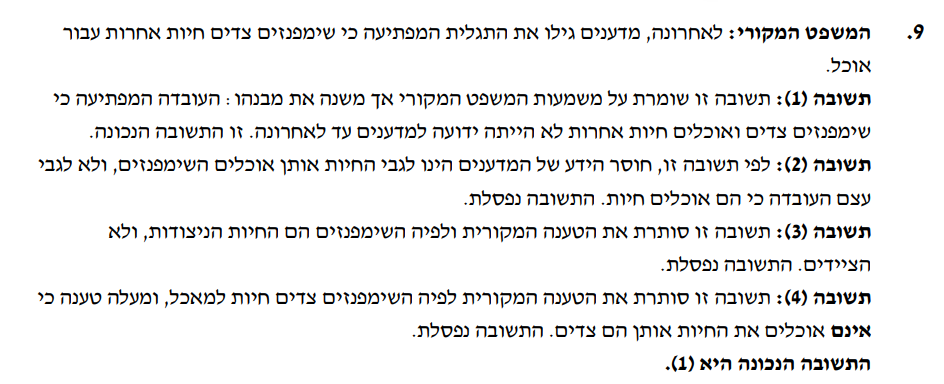 9. המשפט המקורי: לאחרונה, מדענים גילו את התגלית המפתיעה כי שימפנזים צדים חיות אחרות עבור
אוכל.
תשובה (1): תשובה זו שומרת על משמעות המשפט המקורי אך משנה את מבנהו: העובדה המפתיעה כי
שימפנזים צדים ואוכלים חיות אחרות לא הייתה ידועה למדענים עד לאחרונה. זו התשובה הנכונה.
תשובה (2): לפי תשובה זו, חוסר הידע של המדענים הינו לגבי החיות אותן אוכלים השימפנזים, ולא לגבי
עצם העובדה כי הם אוכלים חיות. התשובה נפסלת.
תשובה (3): תשובה זו סותרת את הטענה המקורית ולפיה השימפנזים הם החיות הניצודות, ולא
הציידים. התשובה נפסלת.
תשובה (4): תשובה זו סותרת את הטענה המקורית לפיה השימפנזים צדים חיות למאכל, ומעלה טענה כי
אינם אוכלים את החיות אותן הם צדים. התשובה נפסלת.
התשובה הנכונה היא (1).